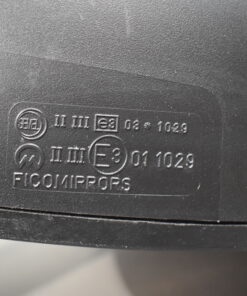 II III e3 03 * 1029
II III E3 01 1029
FICOMIRRORS